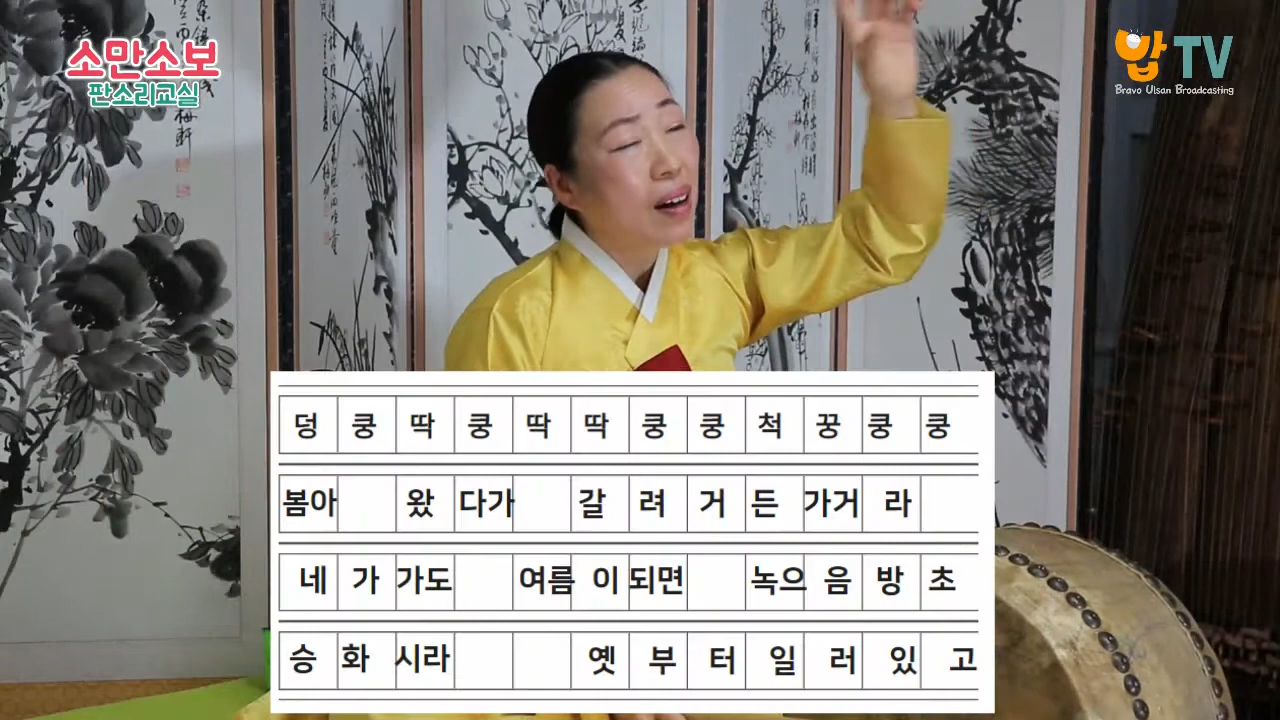 소만소보
판소리교실
밥TV
Bravo Ulsan Broadcasting
덩 쿵 딱 쿵 딱 딱 쿵 쿵 척 꿍 쿵 쿵
봄아 왔 다가 갈 려 거 든 가거 라
네 가 가도 여름 이 되면 녹으 음 방 초
승 화 시라 옛 부 터 일 러 있 고